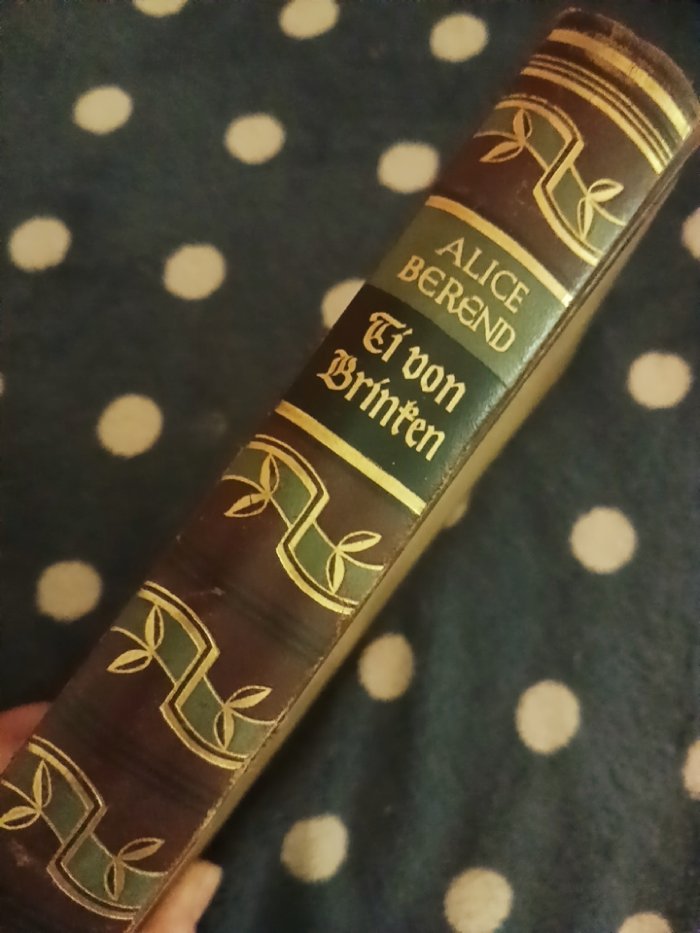 ALICE
BEREND
Ti von
Brinken